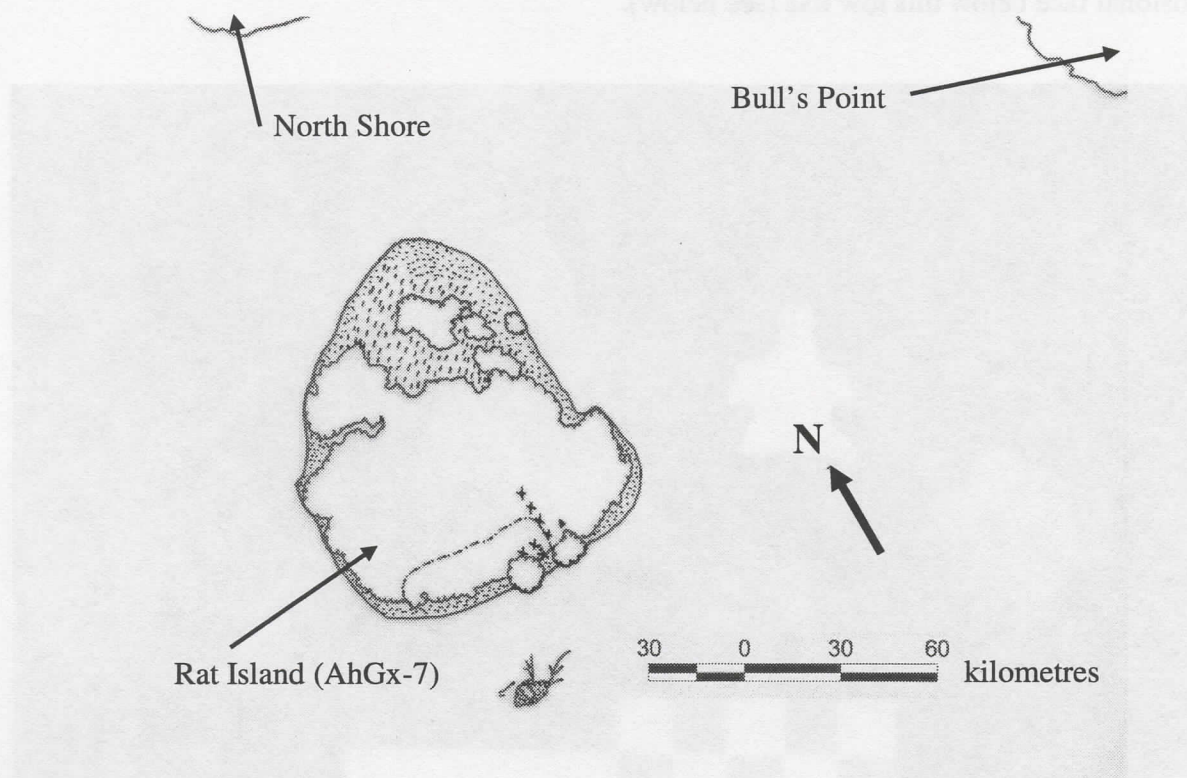 North Shore
Bull's Point
N
Rat Island (AhGx-7)
30 0 30 60
kilometres